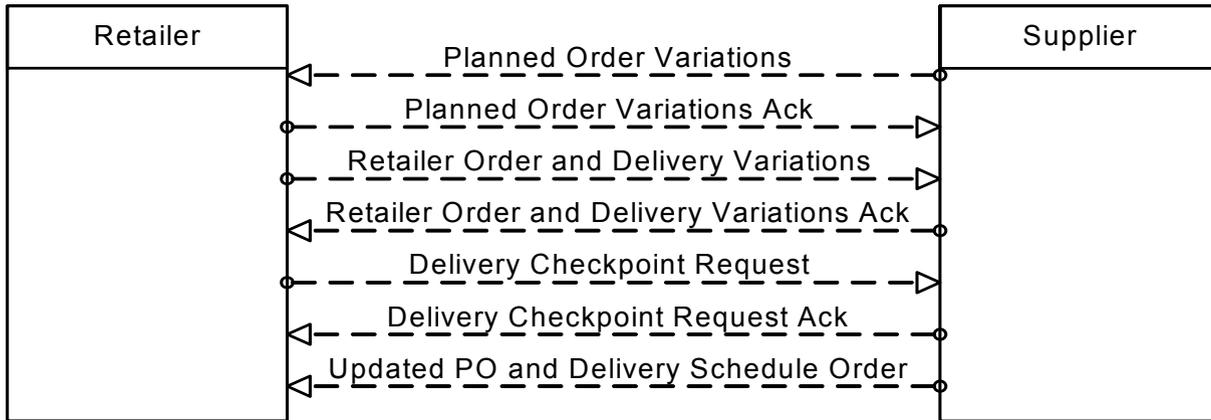 Retailer
Supplier
Planned Order Variations
Planned Order Variations Ack
Retailer Order and Delivery Variations
Retailer Order and Delivery Variations Ack
Delivery Checkpoint Request
Delivery Checkpoint Request Ack
Updated PO and Delivery Schedule Order